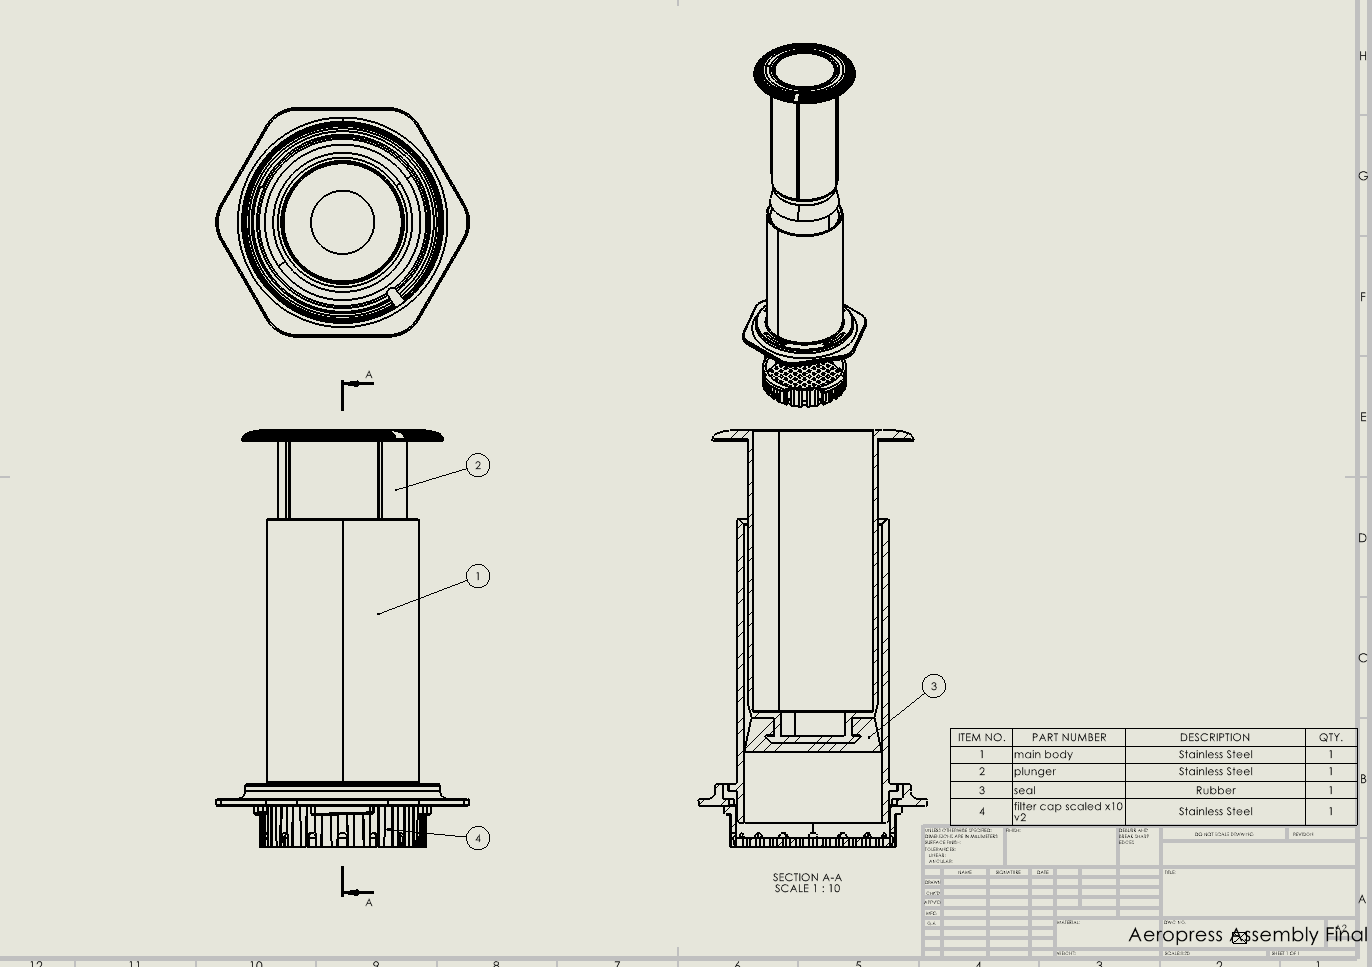 H
G
A
F
E
2
D
1
C
3
ITEM NO. PART NUMBER DESCRIPTION QTY.
1 main body Stainless Steel 1
2 plunger Stainless Steel 1
3 seal Rubber 1
4 filter cap scaled x10 v2 Stainless Steel 1
B
4
UNLESS OTHERWISE SPECIFIED:
DIMENSIONS ARE IN MILLIMETERS
SURFACE FINISH:
TOLERANCES:
LINEAR:
ANGULAR:
FINISH:
DEBURR AND
BREAK SHARP
EDGES
DO NOT SCALE DRAWING
REVISION
NAME SIGNATURE DATE
TITLE:
SECTION A-A
SCALE 1 : 10
A
DRAWN
CHK'D
APPV'D
MFG
Q.A
MATERIAL:
DWG NO.
A
Aeropress Assembly Final
WEIGHT:
SHEET 1 OF 1
12 11 10 9 8 7 6 5 4 3 2 1